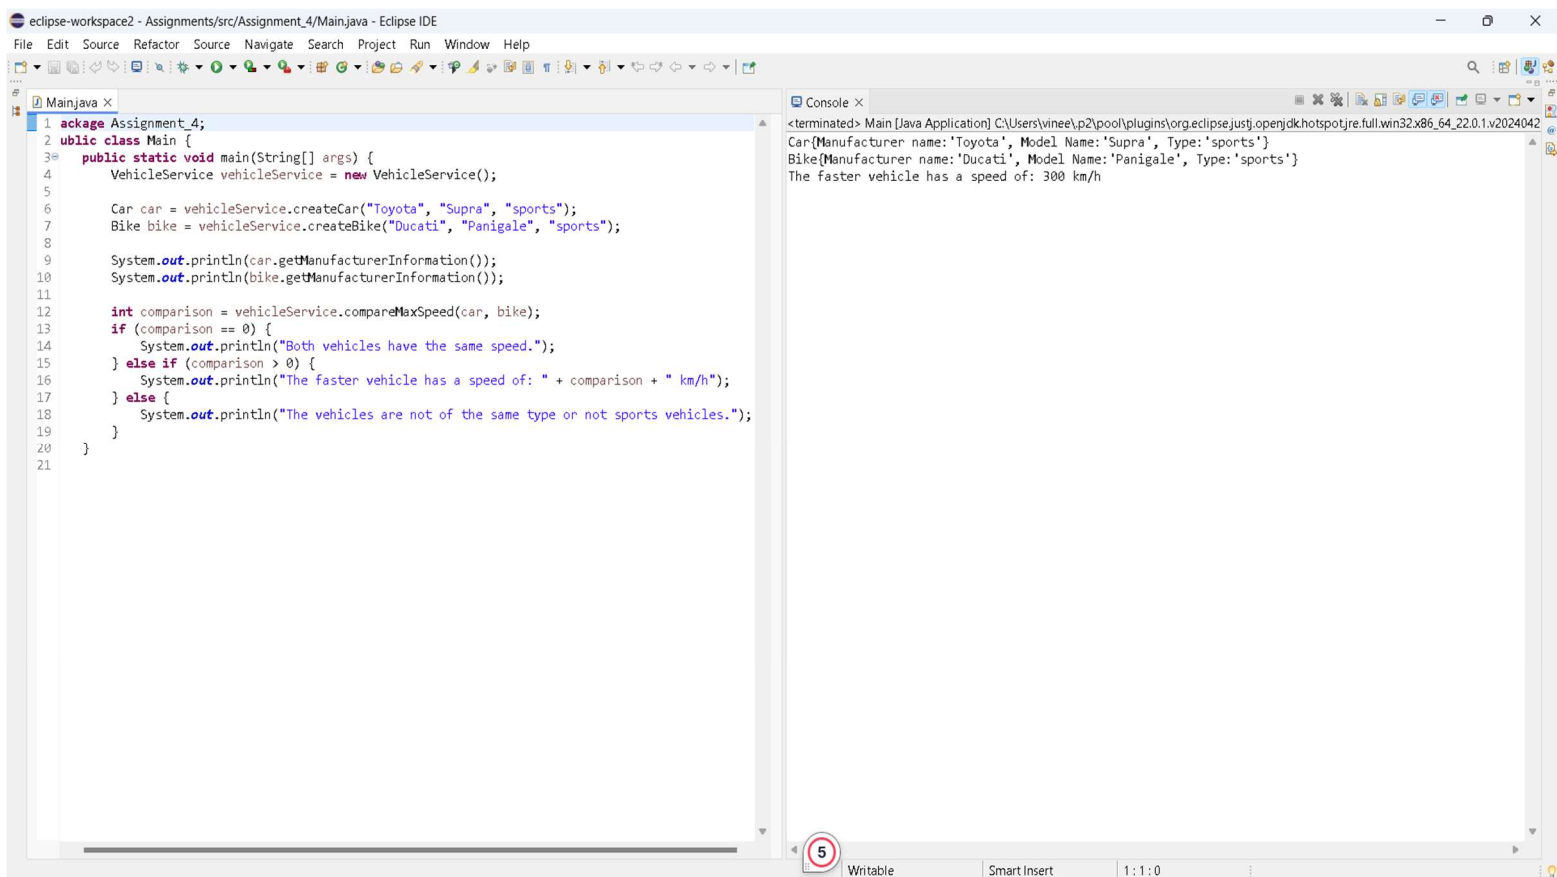 eclipse-workspace2 - Assignments/src/Assignment_4/Main.java - Eclipse IDE
File Edit Source Refactor Source Navigate Search Project Run Window Help
Main.java
1 ackage Assignment_4;
2 ublic class Main {
3 public static void main(String[] args) {
4 VehicleService vehicleService = new VehicleService();
5
6 Car car = vehicleService.createCar("Toyota", "Supra", "sports");
7 Bike bike = vehicleService.createBike("Ducati", "Panigale", "sports");
8
9 System.out.println(car.getManufacturerInformation());
10 System.out.println(bike.getManufacturerInformation());
11
12 int comparison = vehicleService.compareMaxSpeed(car, bike);
13 if (comparison == 0) {
14 System.out.println("Both vehicles have the same speed.");
15 } else if (comparison > 0) {
16 System.out.println("The faster vehicle has a speed of: " + comparison + " km/h");
17 } else {
18 System.out.println("The vehicles are not of the same type or not sports vehicles.");
19 }
20 }
21
Console
<terminated> Main [Java Application] C:\Users\vinee\.p2\pool\plugins\org.eclipse.justj.openjdk.hotspot.jre.full.win32.x86_64_22.0.1.v2024042
Car{Manufacturer name:'Toyota', Model Name:'Supra', Type:'sports'}
Bike{Manufacturer name:'Ducati', Model Name:'Panigale', Type:'sports'}
The faster vehicle has a speed of: 300 km/h
5
Writable Smart Insert 1 : 1 : 0